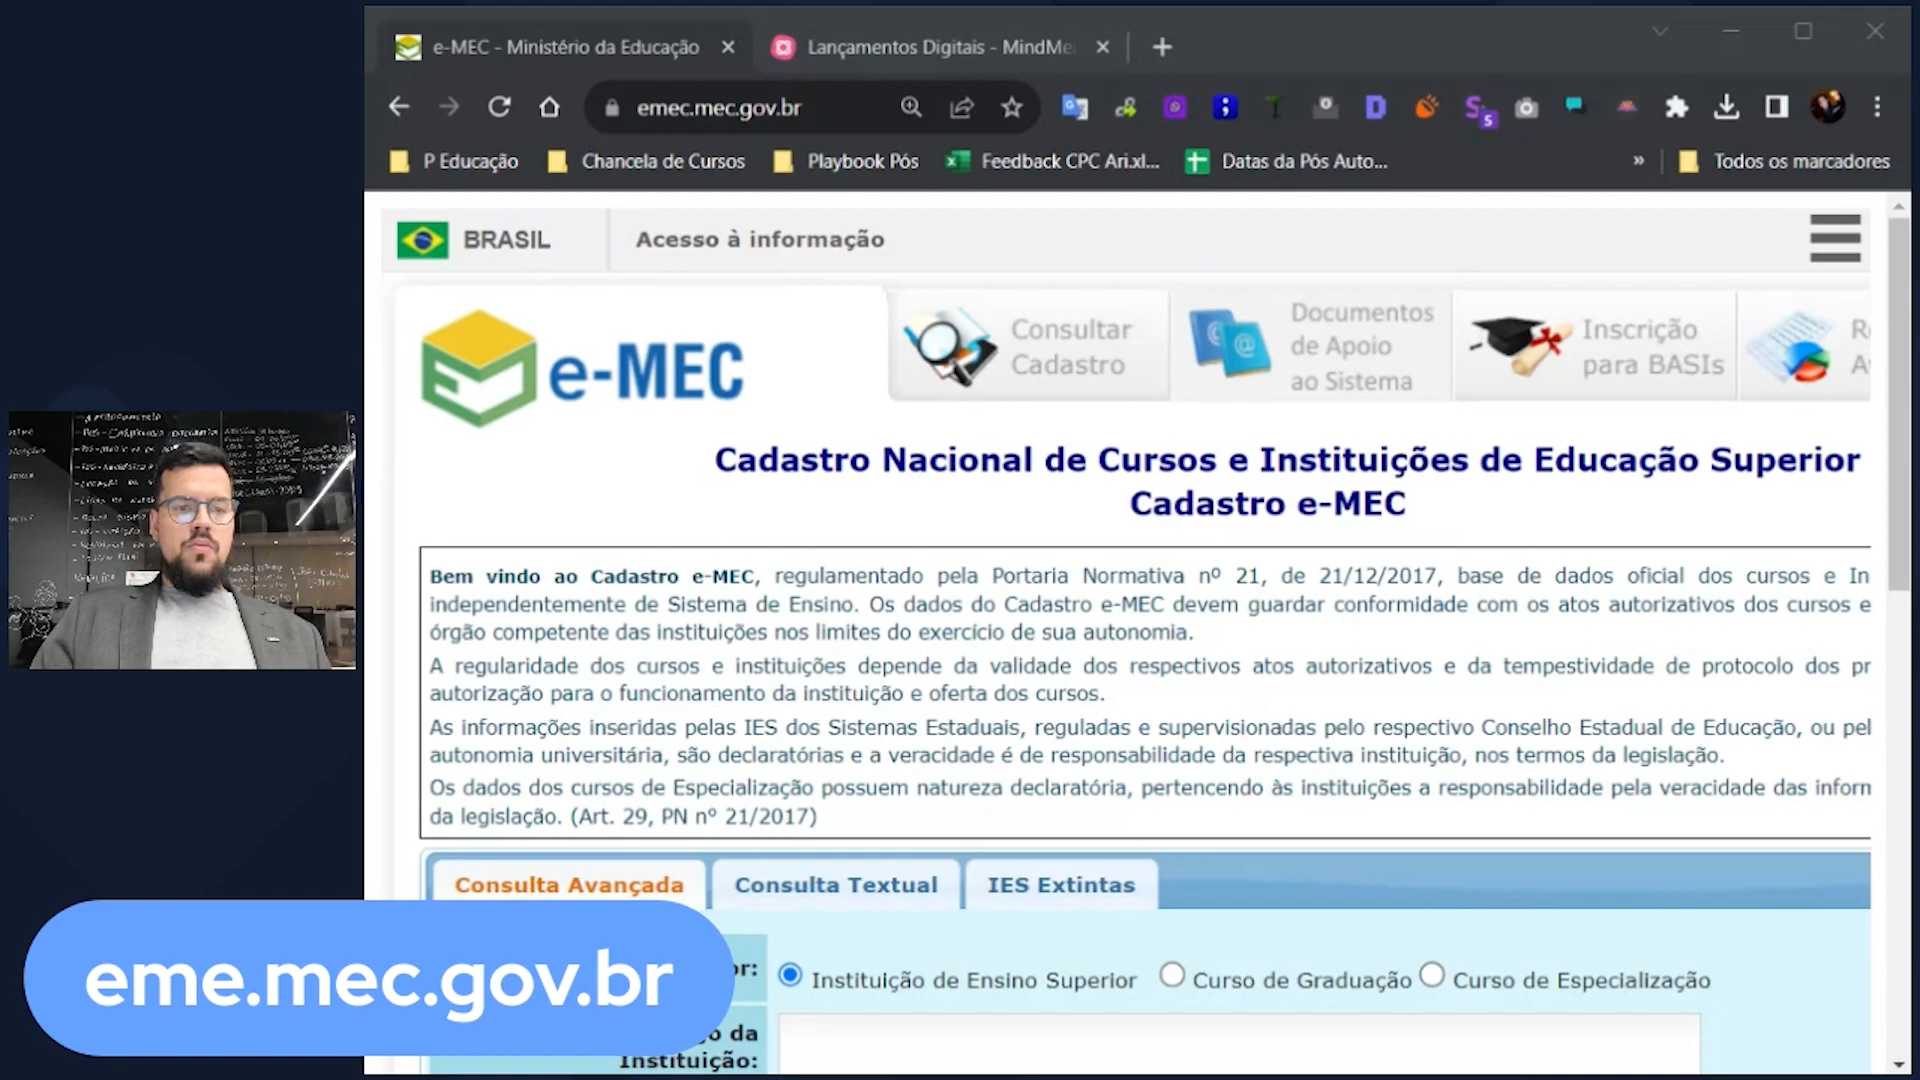 e-MEC - Ministério da Educação
Lançamentos Digitais - MindMe
emec.mec.gov.br
P Educação
Chancela de Cursos
Playbook Pós
Feedback CPC Ari.xl...
Datas da Pós Auto...
»
Todos os marcadores
BRASIL
Acesso à informação
e-MEC
Consultar
Cadastro
Documentos
de Apoio
ao Sistema
Inscrição
para BASIs
Cadastro Nacional de Cursos e Instituições de Educação Superior
Cadastro e-MEC
Bem vindo ao Cadastro e-MEC, regulamentado pela Portaria Normativa nº 21, de 21/12/2017, base de dados oficial dos cursos e In
independentemente de Sistema de Ensino. Os dados do Cadastro e-MEC devem guardar conformidade com os atos autorizativos dos cursos e
órgão competente das instituições nos limites do exercício de sua autonomia.
A regularidade dos cursos e instituições depende da validade dos respectivos atos autorizativos e da tempestividade de protocolo dos pr
autorização para o funcionamento da instituição e oferta dos cursos.
As informações inseridas pelas IES dos Sistemas Estaduais, reguladas e supervisionadas pelo respectivo Conselho Estadual de Educação, ou pel
autonomia universitária, são declaratórias e a veracidade é de responsabilidade da respectiva instituição, nos termos da legislação.
Os dados dos cursos de Especialização possuem natureza declaratória, pertencendo às instituições a responsabilidade pela veracidade das inform
da legislação. (Art. 29, PN nº 21/2017)
Consulta Avançada
Consulta Textual
IES Extintas
or:
Instituição de Ensino Superior
Curso de Graduação
Curso de Especialização
o da
Instituição:
eme.mec.gov.br